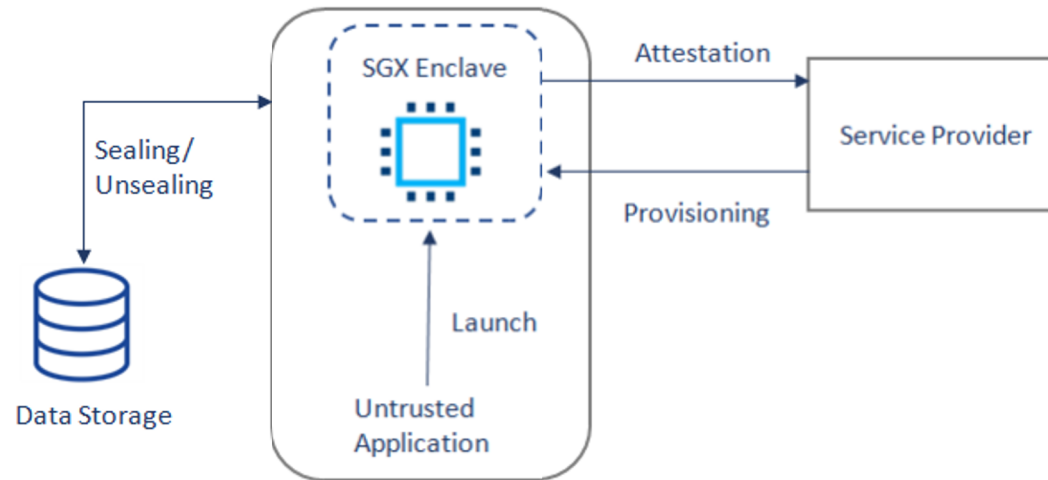 SGX Enclave
Attestation
Service Provider
Sealing/
Unsealing
Provisioning
Launch
Untrusted
Application
Data Storage